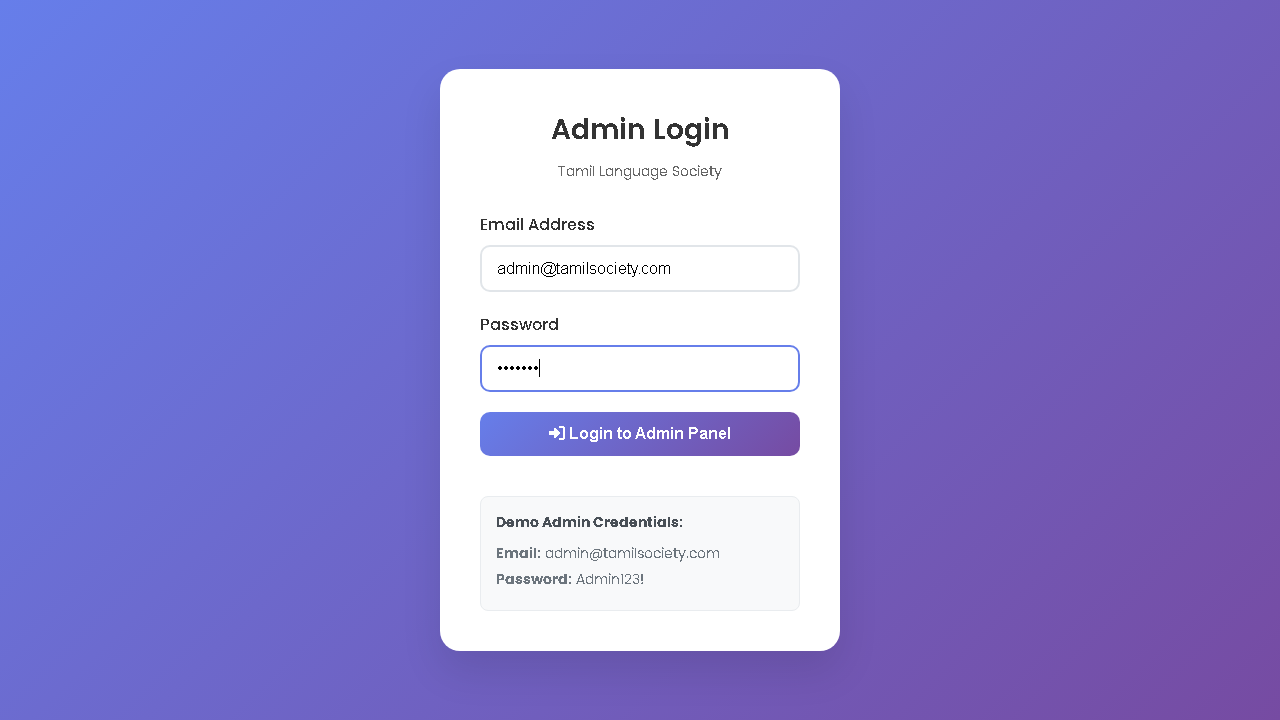 Admin Login
Tamil Language Society
Email Address
admin@tamilsociety.com
Password
•••••••
Login to Admin Panel
Demo Admin Credentials:
Email: admin@tamilsociety.com
Password: Admin123!